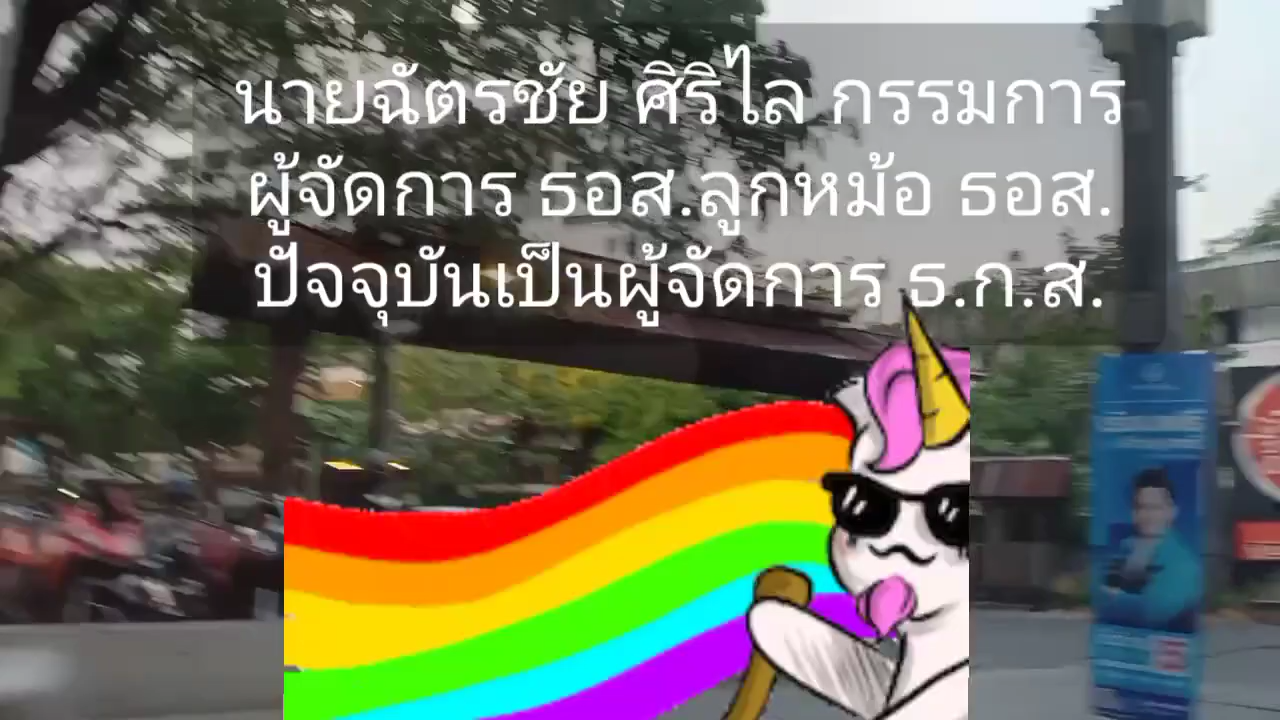 นายฉัตรชัย ศิริไล กรรมการ
ผู้จัดการ ธอส.ลูกหม้อ ธอส.
ปัจจุบันเป็นผู้จัดการ ธ.ก.ส.